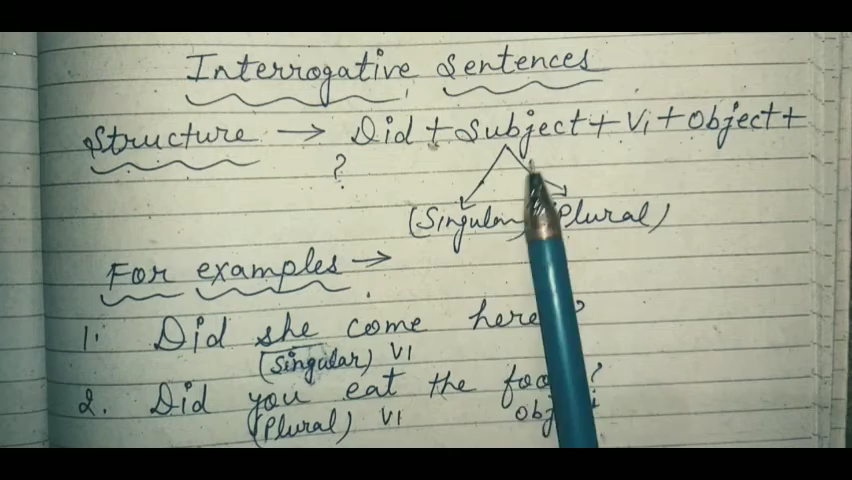 Interrogative Sentences
Structure → Did + Subject + V1 + Object +
?
(Singular) (Plural)
For examples →
1. Did she come here ?
(Singular) V1
2. Did you eat the food ?
(Plural) V1